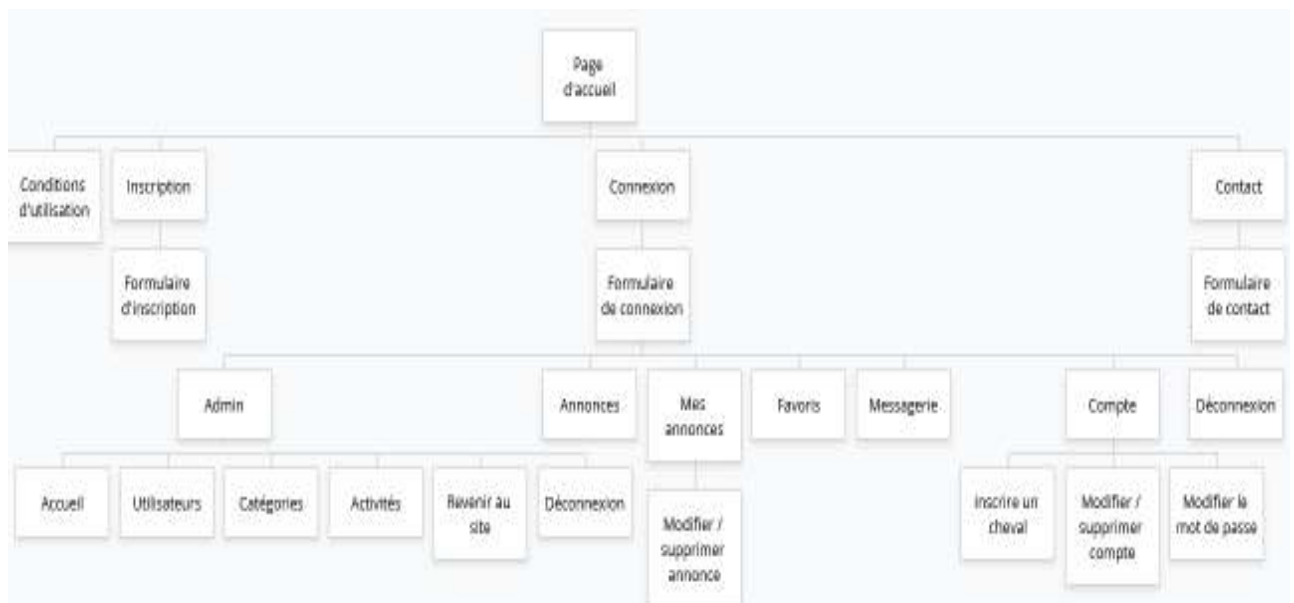 Page
d'accueil
Conditions
d'utilisation
Inscription
Connexion
Contact
Formulaire
d'inscription
Formulaire
de connexion
Formulaire
de contact
Admin
Annonces
Mes
annonces
Favoris
Messagerie
Compte
Déconnexion
Accueil
Utilisateurs
Catégories
Activités
Revenir au
site
Déconnexion
Modifier /
supprimer
annonce
Inscrire un
cheval
Modifier /
supprimer
compte
Modifier le
mot de passe